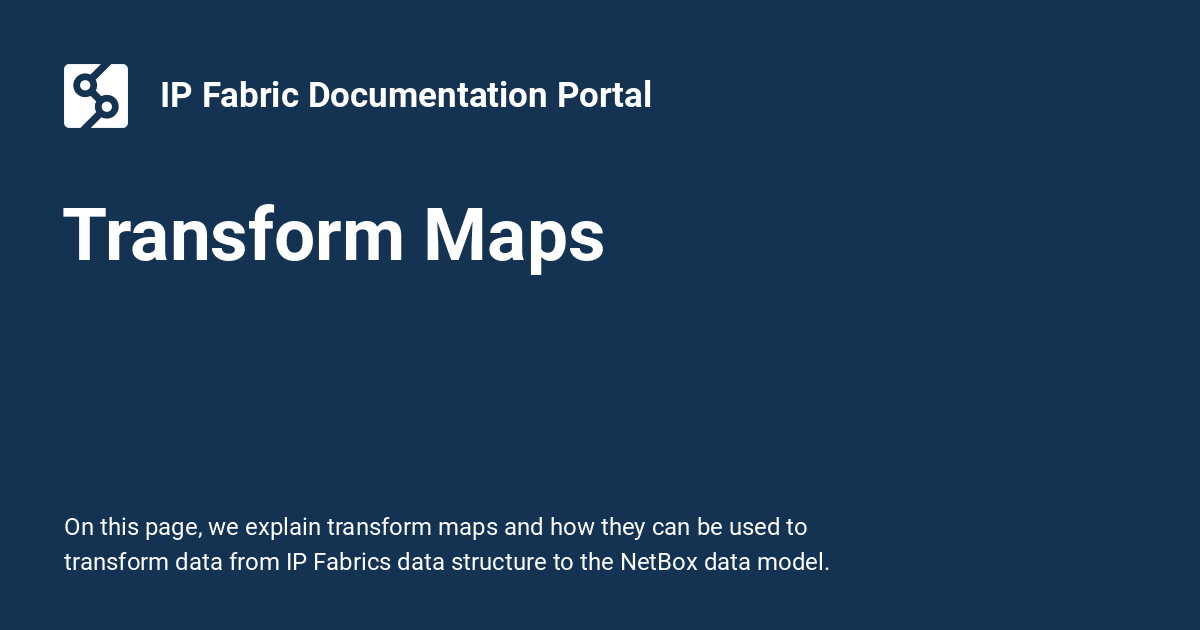 IP Fabric Documentation Portal
Transform Maps
On this page, we explain transform maps and how they can be used to
transform data from IP Fabrics data structure to the NetBox data model.